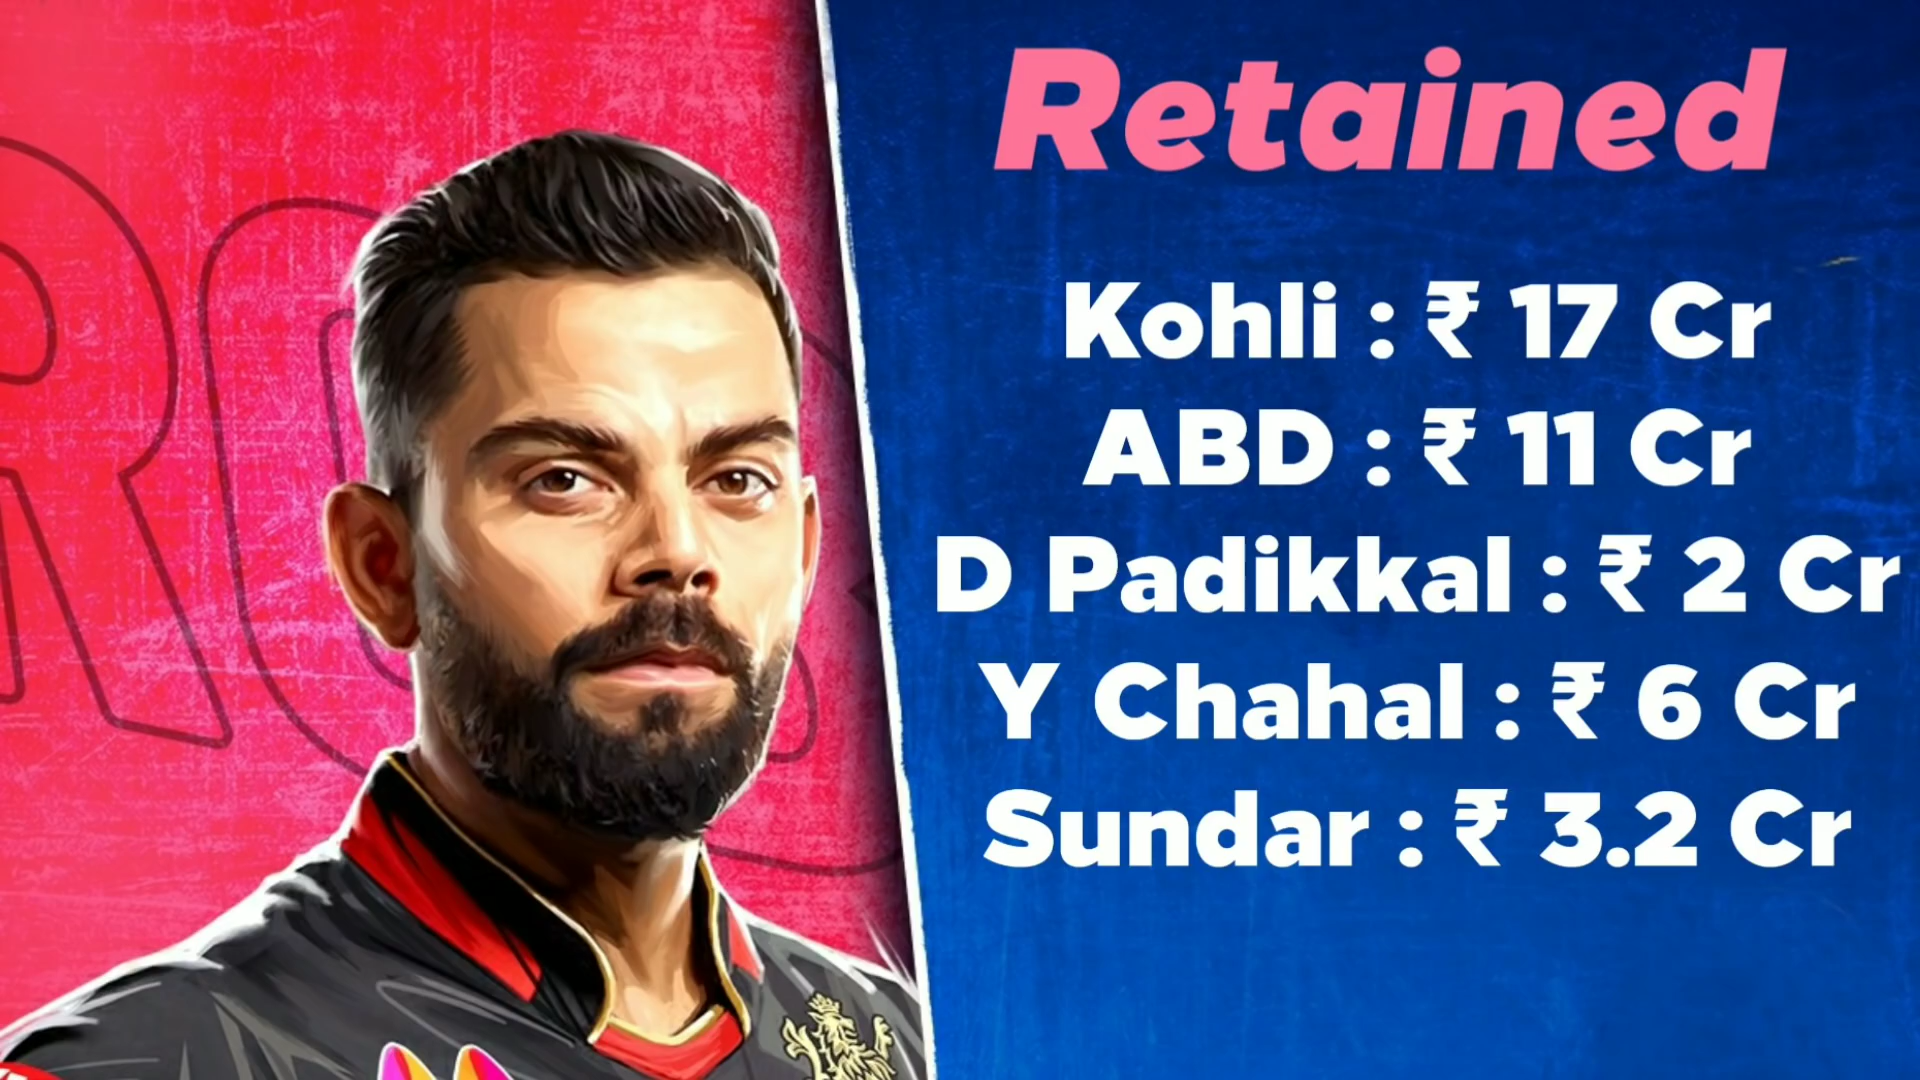 Retained
Kohli : ₹ 17 Cr
ABD : ₹ 11 Cr
D Padikkal : ₹ 2 Cr
Y Chahal : ₹ 6 Cr
Sundar : ₹ 3.2 Cr